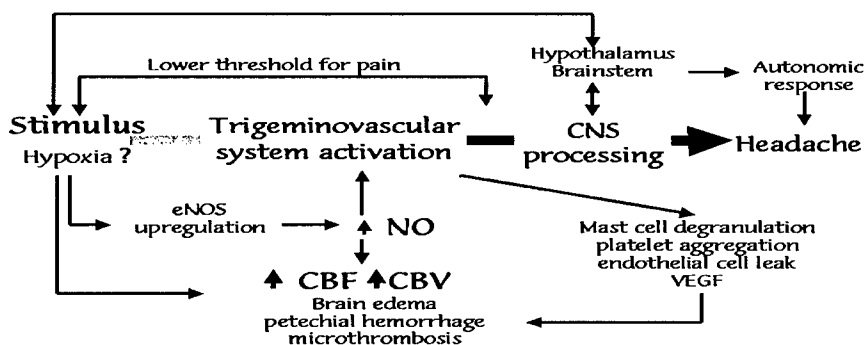 Lower threshold for pain
Hypothalamus
Brainstem
Autonomic
response
Stimulus
Hypoxia ?
Trigeminovascular
system activation
CNS
processing
Headache
eNOS
upregulation
NO
CBF CBV
Brain edema
petechial hemorrhage
microthrombosis
Mast cell degranulation
platelet aggregation
endothelial cell leak
VEGF